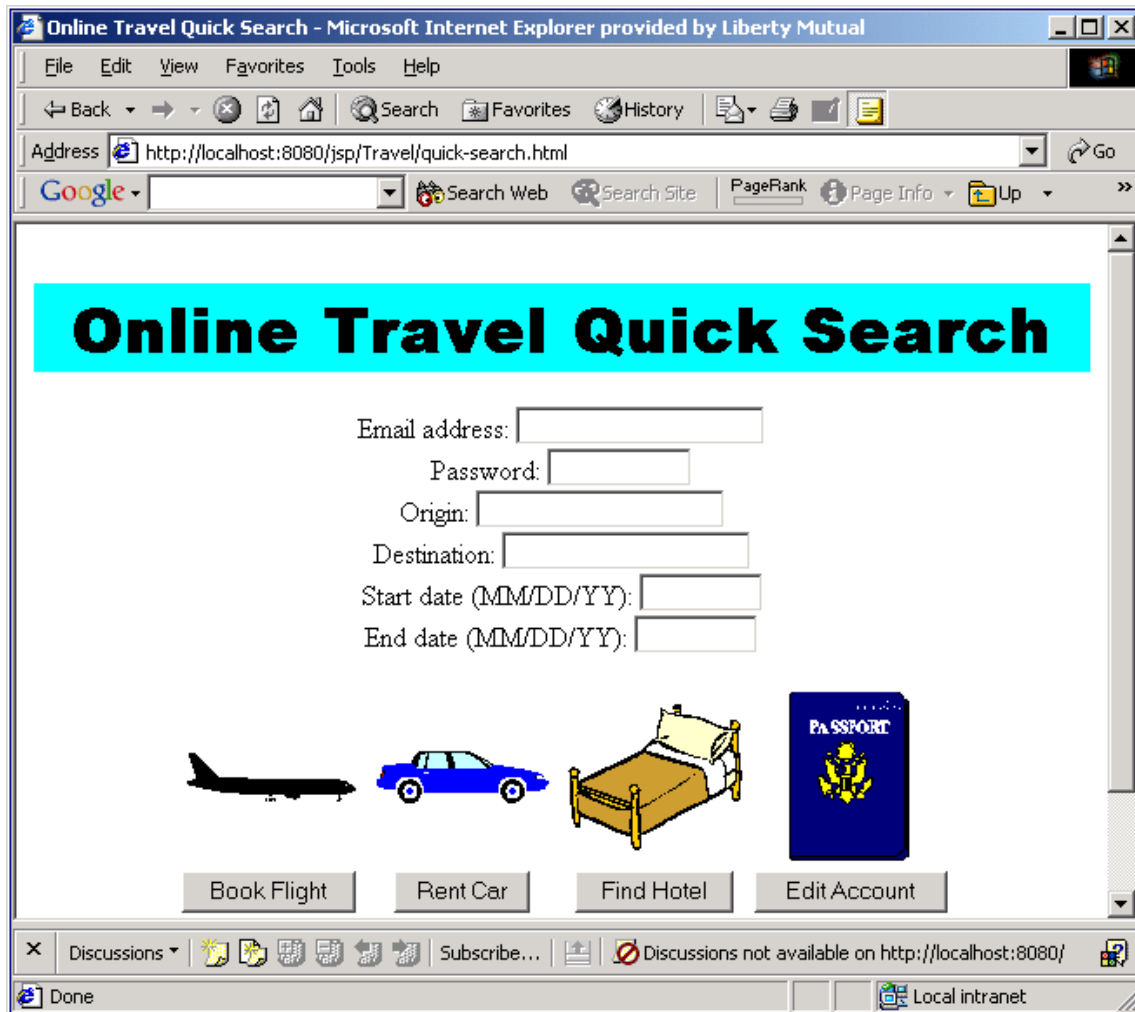 Online Travel Quick Search - Microsoft Internet Explorer provided by Liberty Mutual
File Edit View Favorites Tools Help
Back Search Favorites History
Address http://localhost:8080/jsp/Travel/quick-search.html Go
Google Search Web Search Site PageRank Page Info Up »
Online Travel Quick Search
Email address:
Password:
Origin:
Destination:
Start date (MM/DD/YY):
End date (MM/DD/YY):
PASSPORT
Book Flight Rent Car Find Hotel Edit Account
Discussions Subscribe... Discussions not available on http://localhost:8080/
Done Local intranet